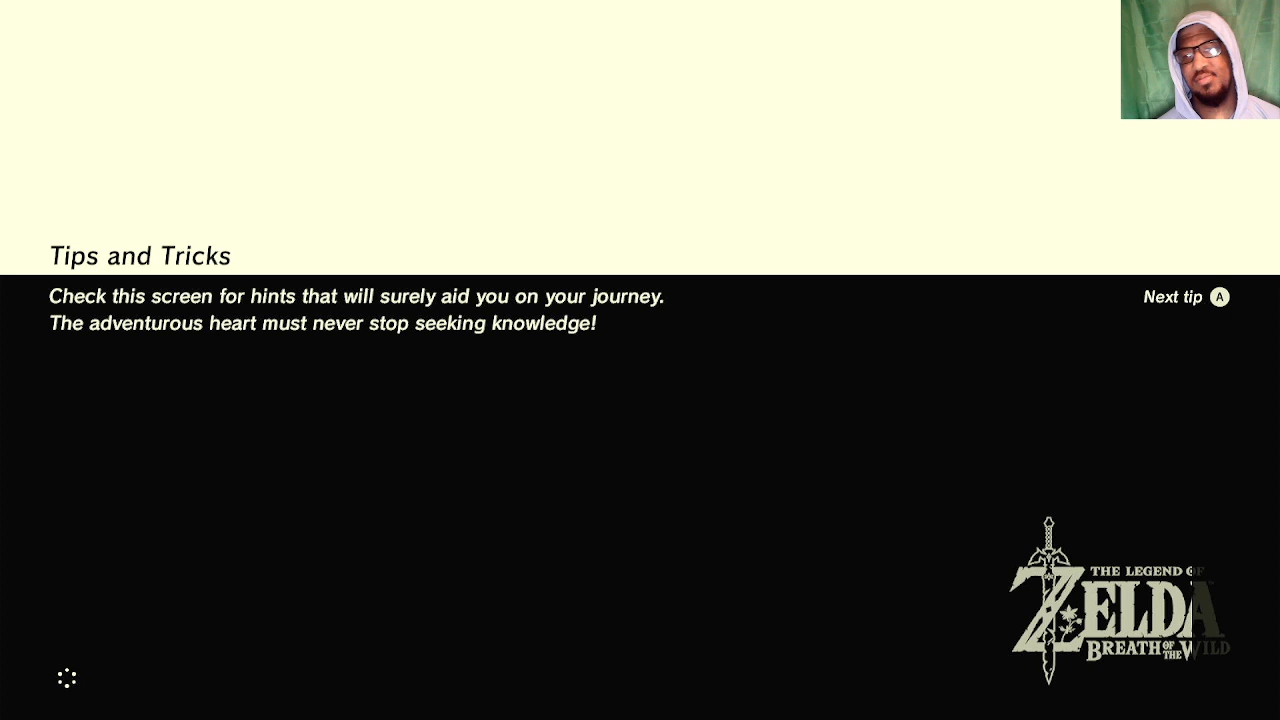 Tips and Tricks
Check this screen for hints that will surely aid you on your journey.
The adventurous heart must never stop seeking knowledge!
Next tip A
THE LEGEND OF
ZELDA
BREATH OF THE WILD